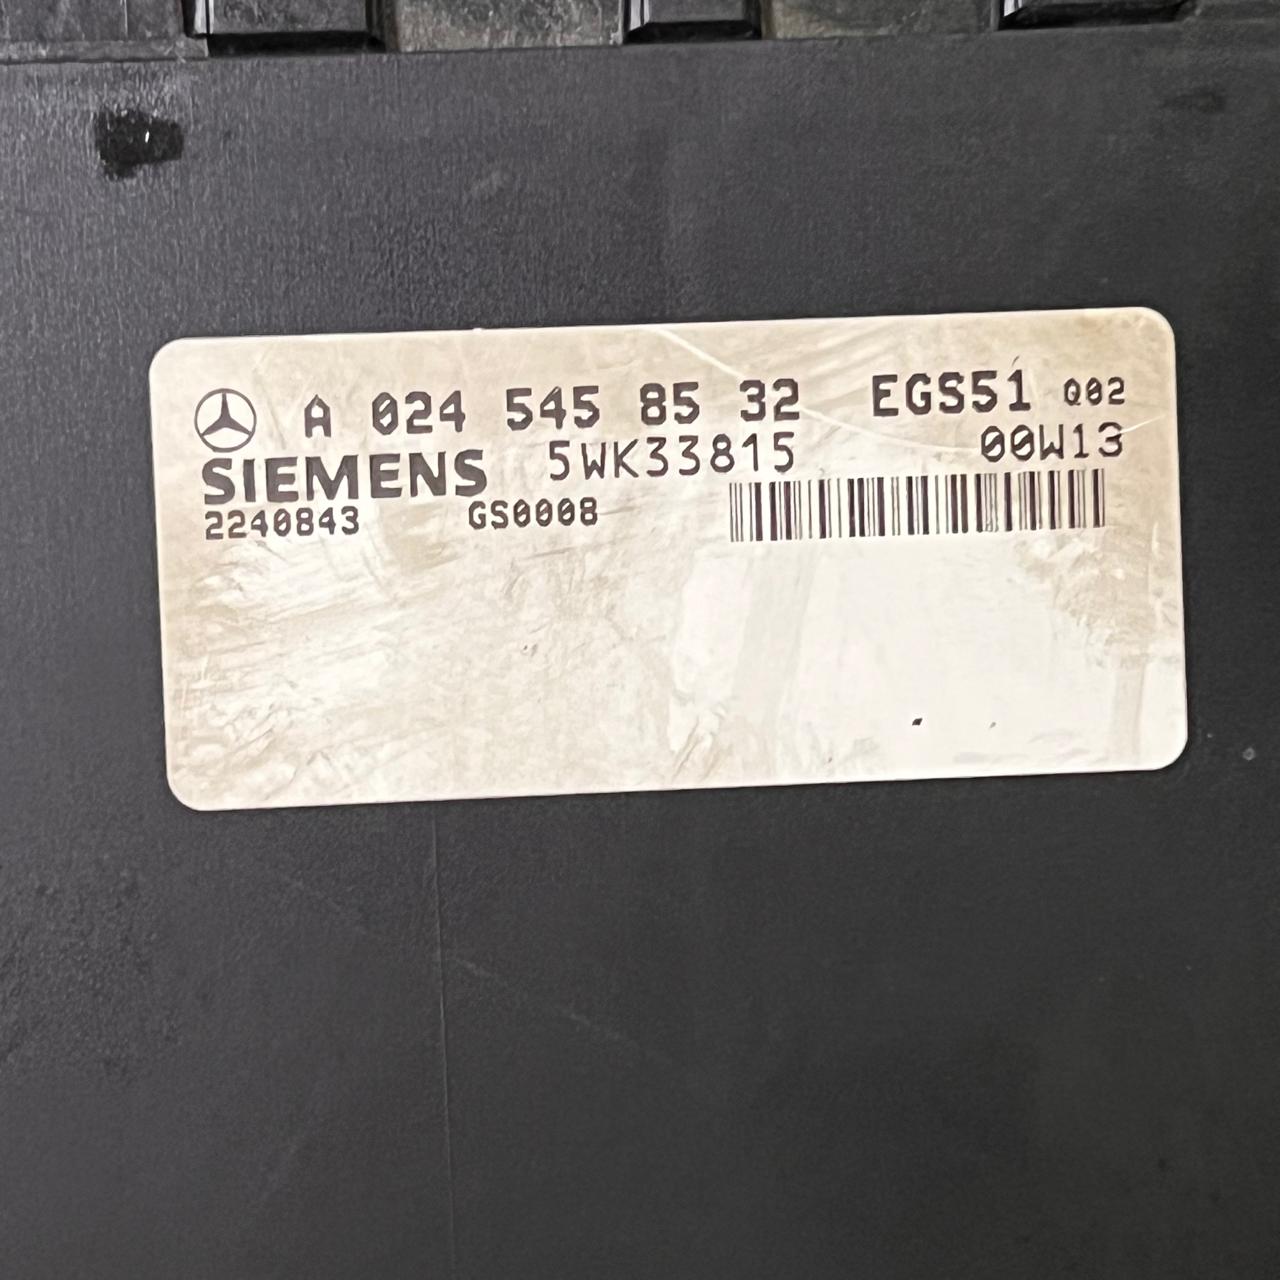 A 024 545 85 32 EGS51 Q02
SIEMENS 5WK33815 00W13
2240843 GS0008